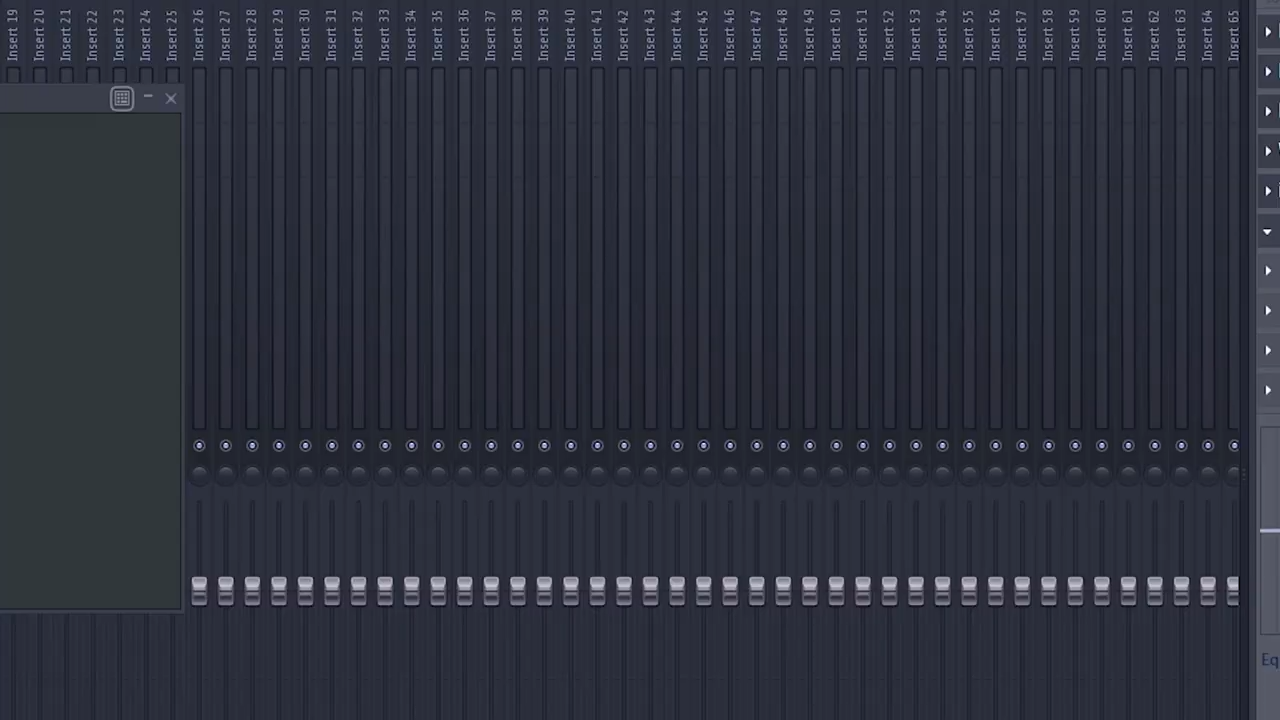 Insert 19
Insert 20
Insert 21
Insert 22
Insert 23
Insert 24
Insert 25
Insert 26
Insert 27
Insert 28
Insert 29
Insert 30
Insert 31
Insert 32
Insert 33
Insert 34
Insert 35
Insert 36
Insert 37
Insert 38
Insert 39
Insert 40
Insert 41
Insert 42
Insert 43
Insert 44
Insert 45
Insert 46
Insert 47
Insert 48
Insert 49
Insert 50
Insert 51
Insert 52
Insert 53
Insert 54
Insert 55
Insert 56
Insert 57
Insert 58
Insert 59
Insert 60
Insert 61
Insert 62
Insert 63
Insert 64
Insert 65
Eq